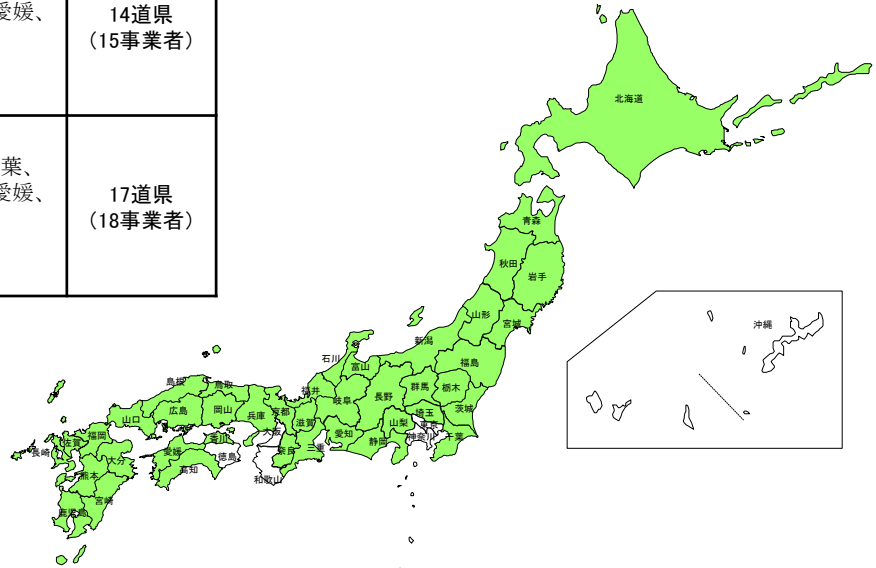 愛媛、
14道県
（15事業者）
葉、
愛媛、
17道県
（18事業者）
北海道
青森
秋田
岩手
山形
宮城
新潟
福島
石川
富山
沖縄
島根
鳥取
福井
岐阜
長野
群馬
栃木
茨城
広島
岡山
兵庫
京都
滋賀
愛知
静岡
山梨
埼玉
東京
千葉
神奈川
山口
福岡
佐賀
長崎
大分
熊本
宮崎
鹿児島
愛媛
香川
徳島
高知
大阪
奈良
三重
和歌山